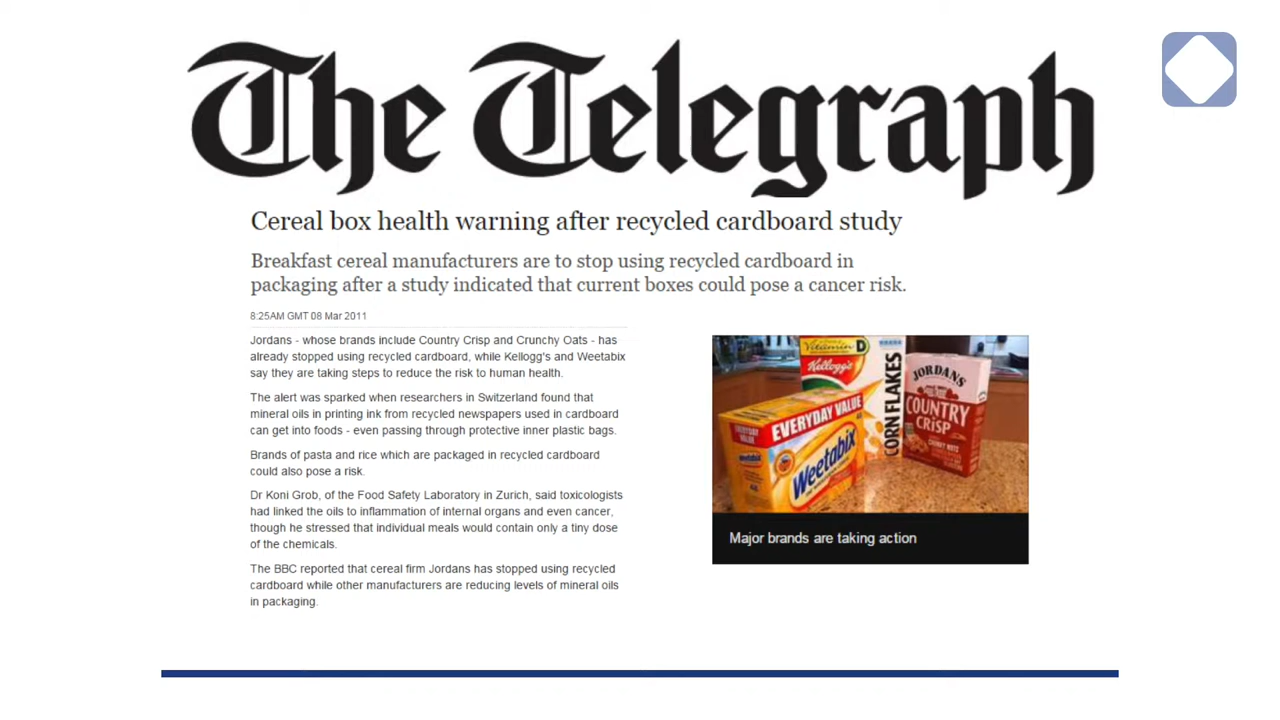 The Telegraph
Cereal box health warning after recycled cardboard study
Breakfast cereal manufacturers are to stop using recycled cardboard in
packaging after a study indicated that current boxes could pose a cancer risk.
8:25AM GMT 08 Mar 2011
Jordans - whose brands include Country Crisp and Crunchy Oats - has
already stopped using recycled cardboard, while Kellogg's and Weetabix
say they are taking steps to reduce the risk to human health.
The alert was sparked when researchers in Switzerland found that
mineral oils in printing ink from recycled newspapers used in cardboard
can get into foods - even passing through protective inner plastic bags.
Brands of pasta and rice which are packaged in recycled cardboard
could also pose a risk.
Dr Koni Grob, of the Food Safety Laboratory in Zurich, said toxicologists
had linked the oils to inflammation of internal organs and even cancer,
though he stressed that individual meals would contain only a tiny dose
of the chemicals.
The BBC reported that cereal firm Jordans has stopped using recycled
cardboard while other manufacturers are reducing levels of mineral oils
in packaging.
Vitamin D
Kellogg's
CORN FLAKES
JORDANS
COUNTRY
CRISP
EVERYDAY VALUE
EVERYDAY
VALUE
Weetabix
Major brands are taking action